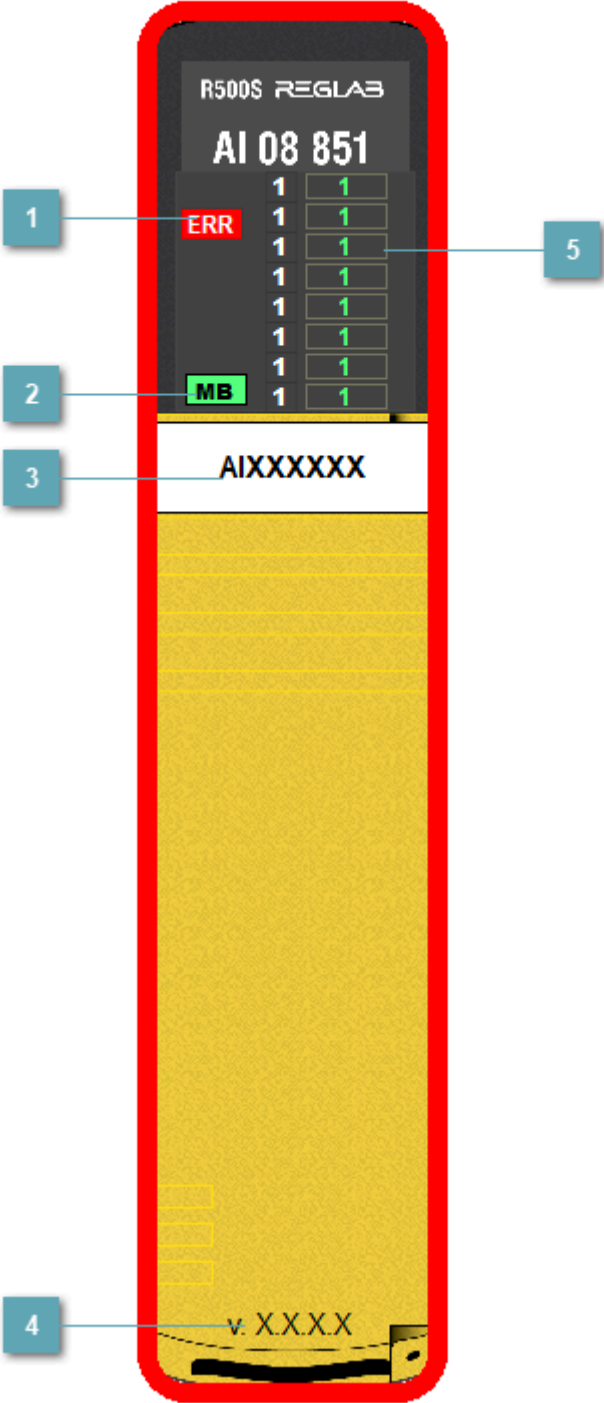 R500S REGLAB
AI 08 851
1 1
1 ERR 1 1
1 1 5
1 1
1 1
1 1
1 1
2 MB 1 1
3 AIXXXXXX
4 v. X.X.X.X